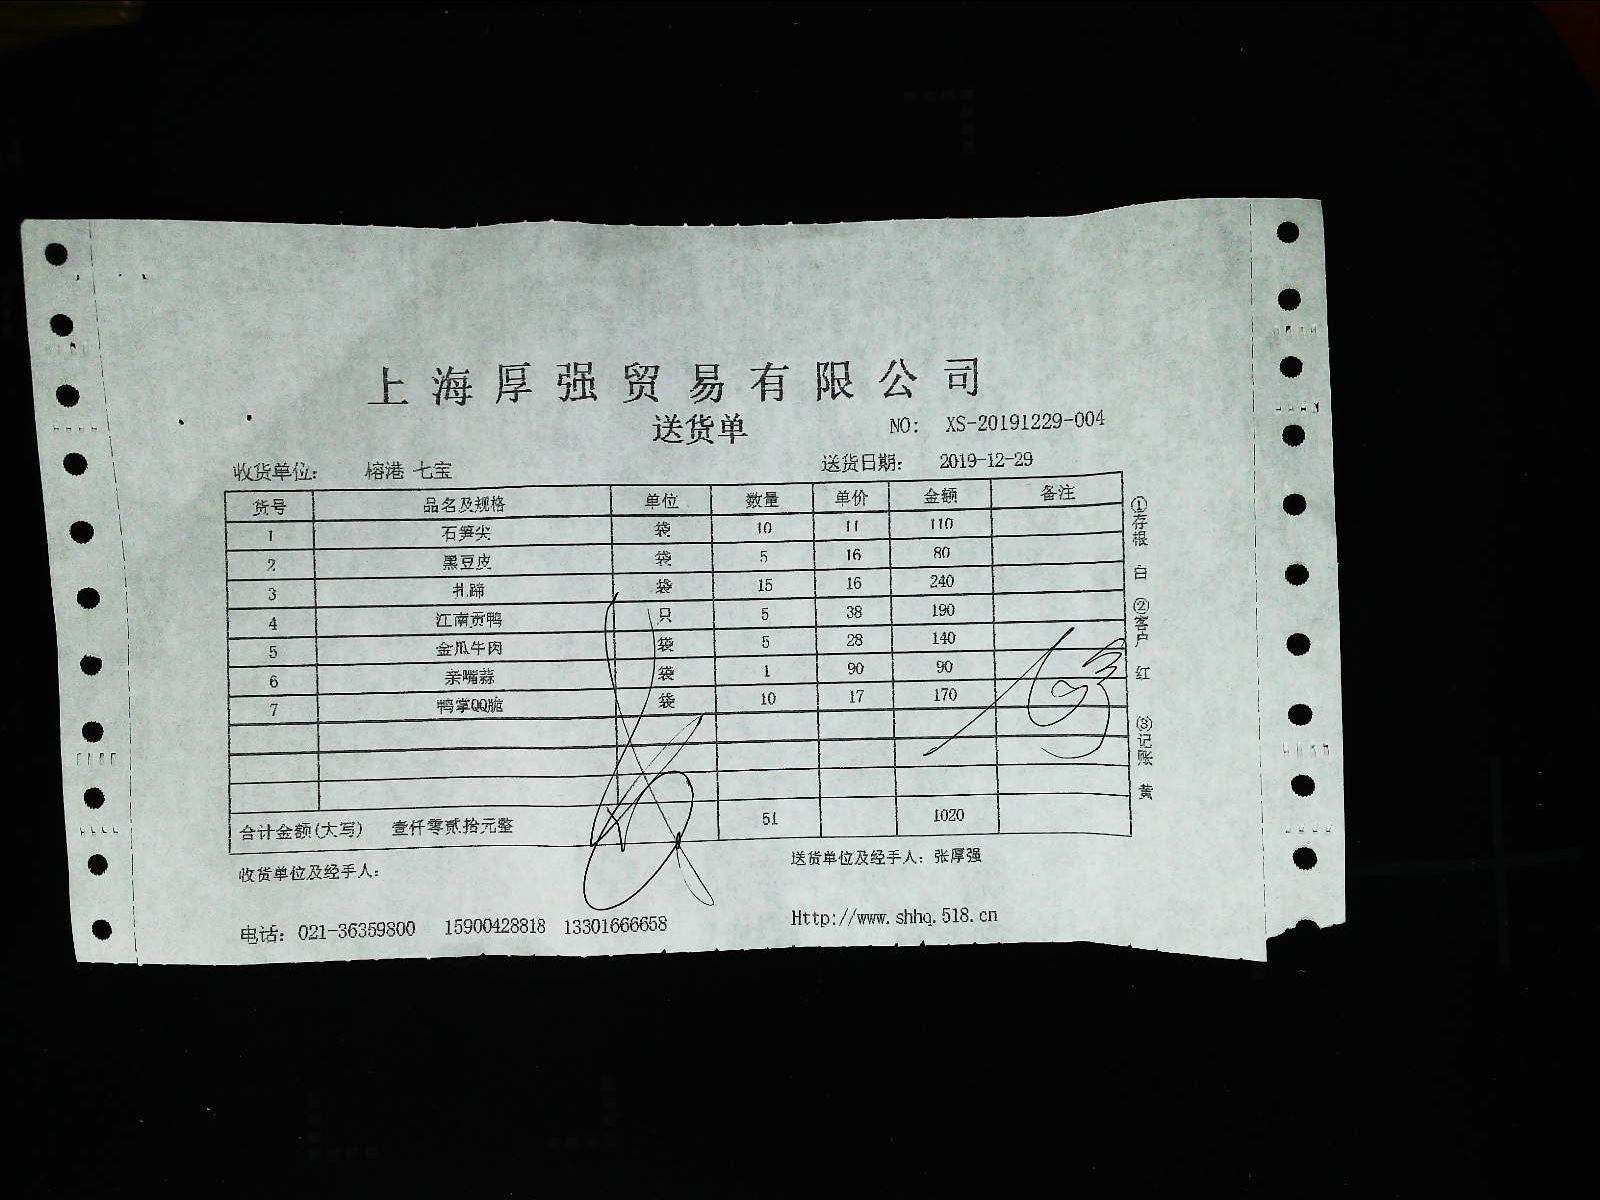 上海厚强贸易有限公司
送货单
NO: XS-20191229-004
收货单位: 榕港 七宝 送货日期: 2019-12-29
货号 品名及规格 单位 数量 单价 金额 备注
1 石笋尖 袋 10 11 110
2 黑豆皮 袋 5 16 80
3 扎蹄 袋 15 16 240
4 江南贡鸭 只 5 38 190
5 金瓜牛肉 袋 5 28 140
6 亲嘴蒜 袋 1 90 90
7 鸭掌QQ脆 袋 10 17 170
合计金额(大写) 壹仟零贰拾元整 51 1020
收货单位及经手人: 送货单位及经手人: 张厚强
电话: 021-36359800 15900428818 13301666658 Http://www.shhq.518.cn
①存根 白 ②客户 红 ③记账 黄